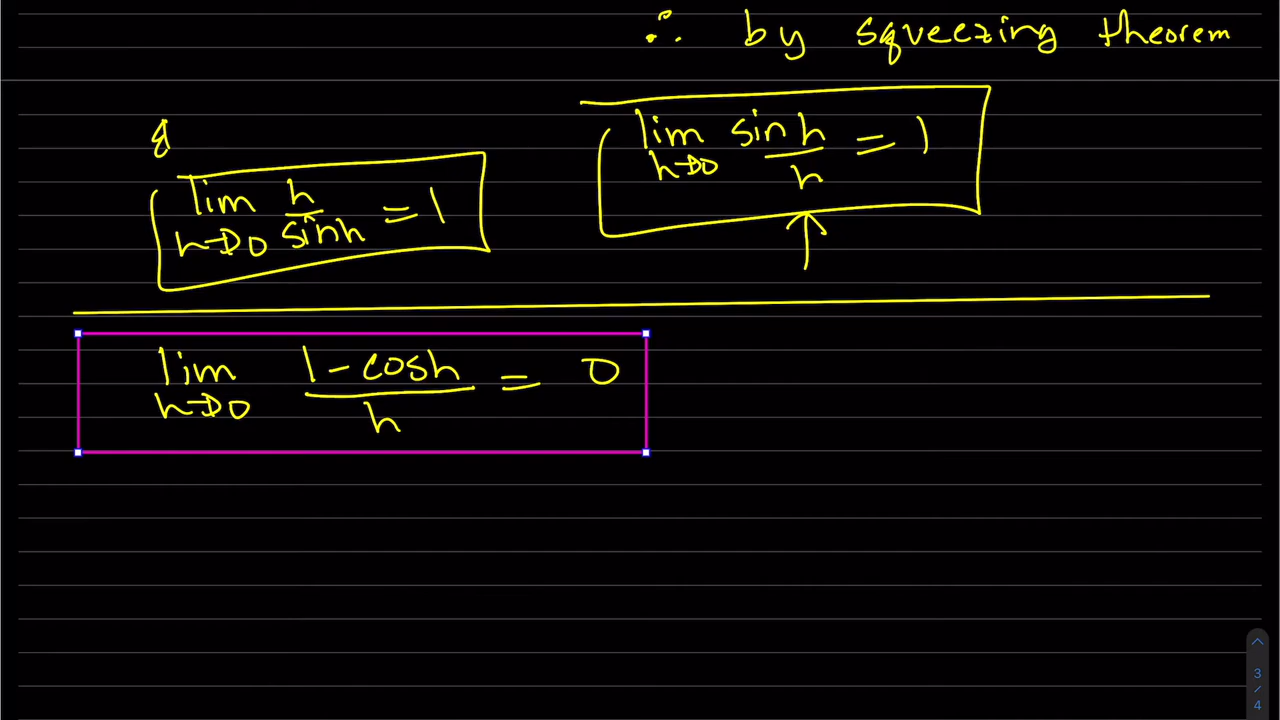 ∴ by squeezing theorem
lim h→0 sin h / h = 1
& lim h→0 h / sin h = 1
lim h→0 1 - cos h / h = 0
3 / 4